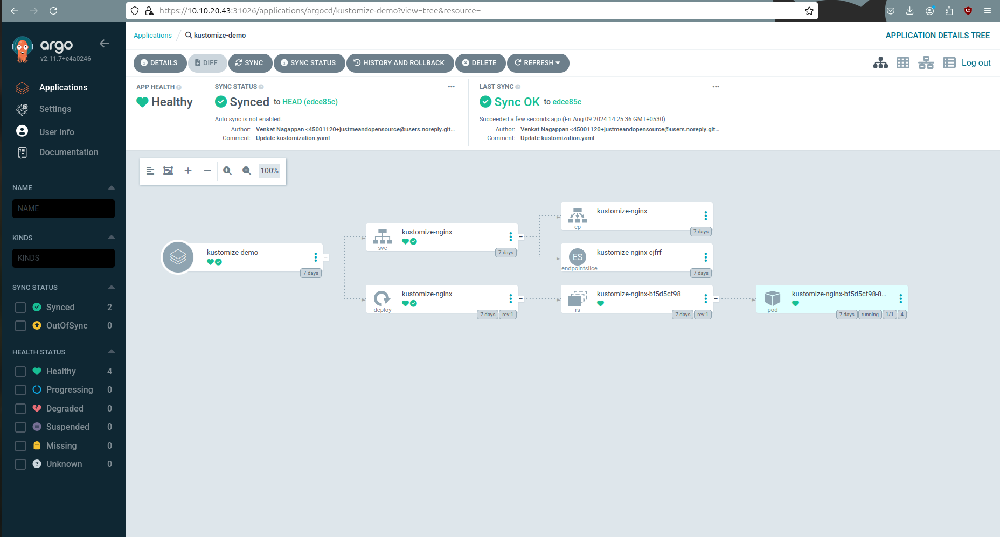 https://10.10.20.43:31026/applications/argocd/kustomize-demo?view=tree&resource=
argo
v2.11.7+e4a0246
Applications
Settings
User Info
Documentation
NAME
NAME
KINDS
KINDS
SYNC STATUS
Synced 2
OutOfSync 0
HEALTH STATUS
Healthy 4
Progressing 0
Degraded 0
Suspended 0
Missing 0
Unknown 0
Applications / kustomize-demo
APPLICATION DETAILS TREE
DETAILS DIFF SYNC SYNC STATUS HISTORY AND ROLLBACK DELETE REFRESH
Log out
APP HEALTH
Healthy
SYNC STATUS
Synced to HEAD (edce85c)
Auto sync is not enabled.
Author: Venkat Nagappan <45001120+justmeandopensource@users.noreply.git...
Comment: Update kustomization.yaml
LAST SYNC
Sync OK to edce85c
Succeeded a few seconds ago (Fri Aug 09 2024 14:25:36 GMT+0530)
Author: Venkat Nagappan <45001120+justmeandopensource@users.noreply.git...
Comment: Update kustomization.yaml
100%
kustomize-demo
7 days
kustomize-nginx
svc
7 days
kustomize-nginx
ep
7 days
ES
kustomize-nginx-cjfrf
endpointslice
7 days
kustomize-nginx
deploy
7 days rev:1
kustomize-nginx-bf5d5cf98
rs
7 days rev:1
kustomize-nginx-bf5d5cf98-8...
pod
7 days running 1/1 4